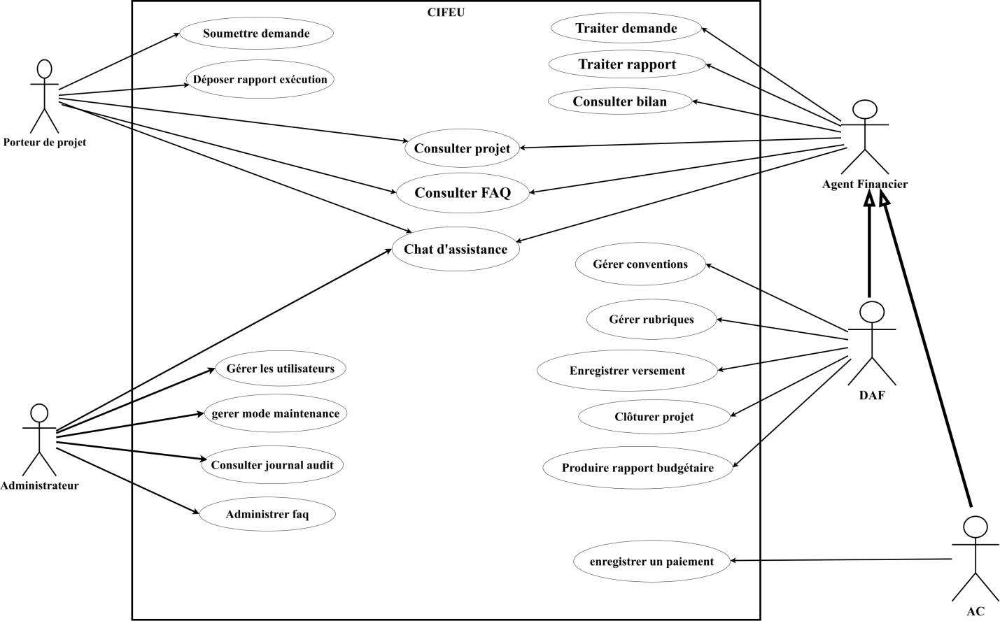 CIFEU
Soumettre demande
Traiter demande
Traiter rapport
Déposer rapport exécution
Consulter bilan
Porteur de projet
Consulter projet
Agent Financier
Consulter FAQ
Chat d'assistance
Gérer conventions
Gérer rubriques
Gérer les utilisateurs
Enregistrer versement
DAF
gerer mode maintenance
Clôturer projet
Consulter journal audit
Produire rapport budgétaire
Administrateur
Administrer faq
enregistrer un paiement
AC